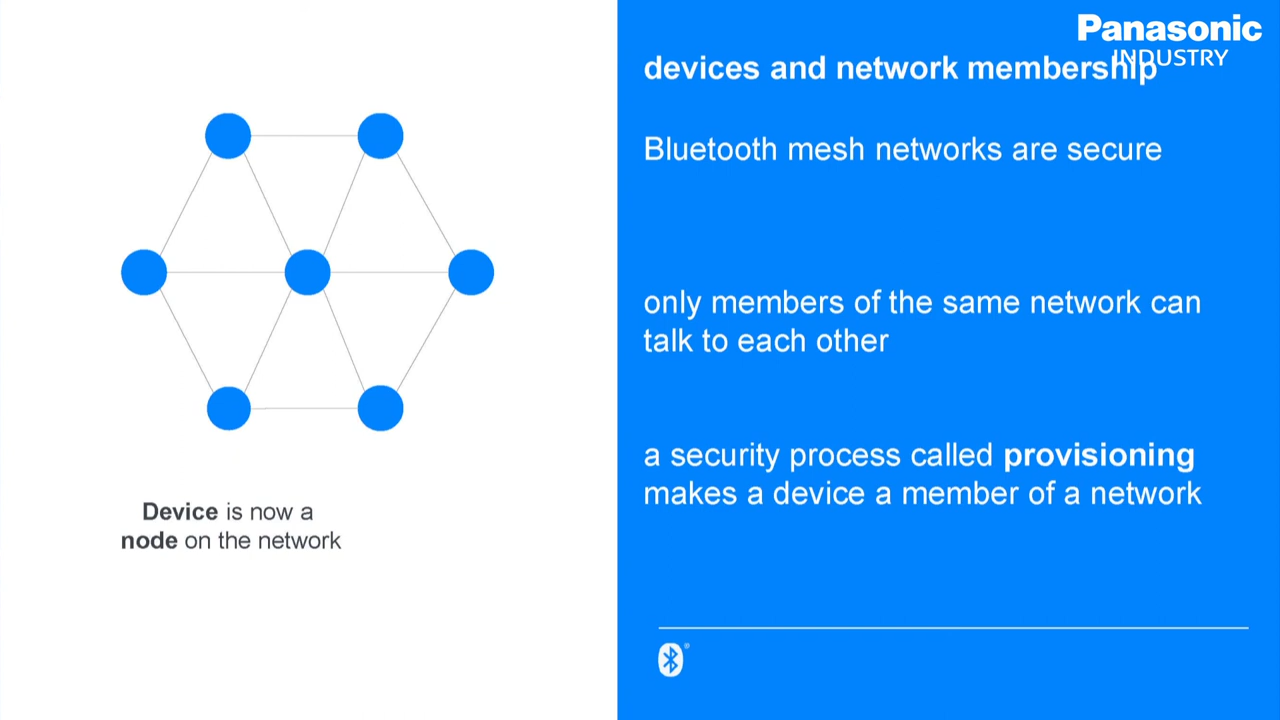 Panasonic
INDUSTRY
devices and network membership
Bluetooth mesh networks are secure
only members of the same network can
talk to each other
a security process called provisioning
makes a device a member of a network
Device is now a
node on the network